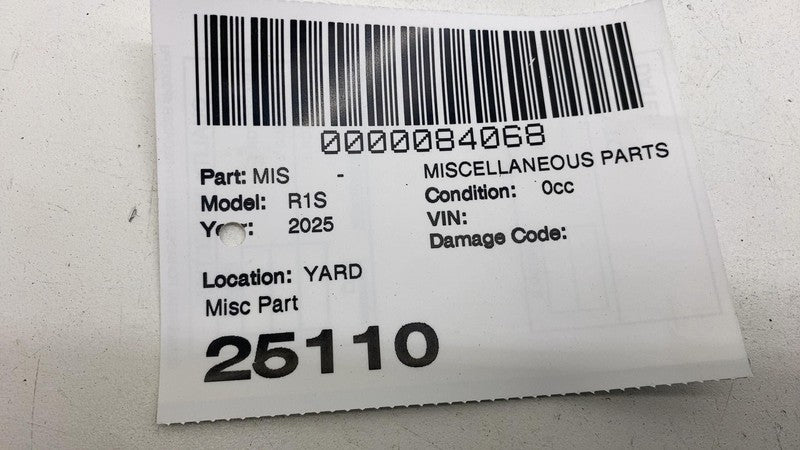 0000084068
Part: MIS - MISCELLANEOUS PARTS
Model: R1S Condition: 0cc
Year: 2025 VIN:
Damage Code:
Location: YARD
Misc Part
25110